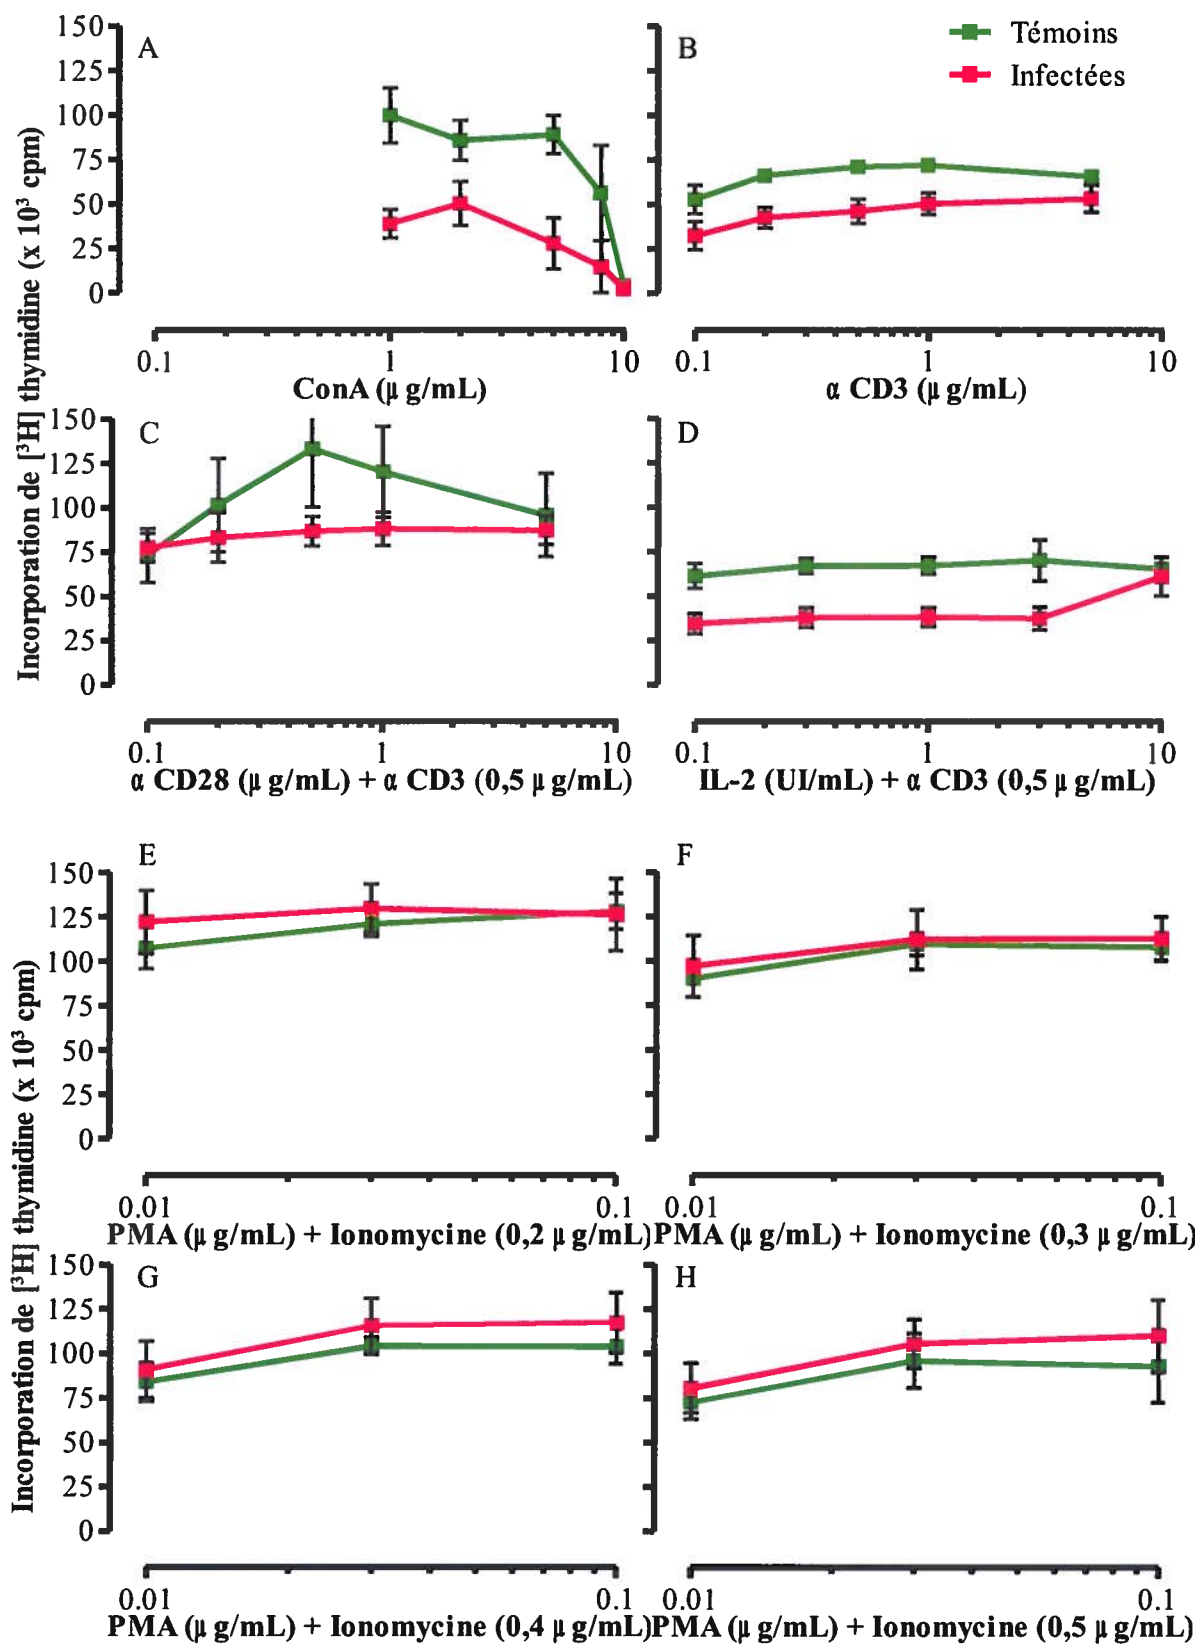 Incorporation de [³H] thymidine (x 10³ cpm)
A
150
125
100
75
50
25
0
0.1 1 10
ConA (µ g/mL)
B
Témoins
Infectées
0.1 1 10
α CD3 (µ g/mL)
C
150
125
100
75
50
25
0
0.1 1 10
α CD28 (µ g/mL) + α CD3 (0,5 µ g/mL)
D
0.1 1 10
IL-2 (UI/mL) + α CD3 (0,5 µ g/mL)
Incorporation de [³H] thymidine (x 10³ cpm)
E
150
125
100
75
50
25
0
0.01 0.1
PMA (µ g/mL) + Ionomycine (0,2 µ g/mL)
F
0.01 0.1
PMA (µ g/mL) + Ionomycine (0,3 µ g/mL)
G
150
125
100
75
50
25
0
0.01 0.1
PMA (µ g/mL) + Ionomycine (0,4 µ g/mL)
H
0.01 0.1
PMA (µ g/mL) + Ionomycine (0,5 µ g/mL)